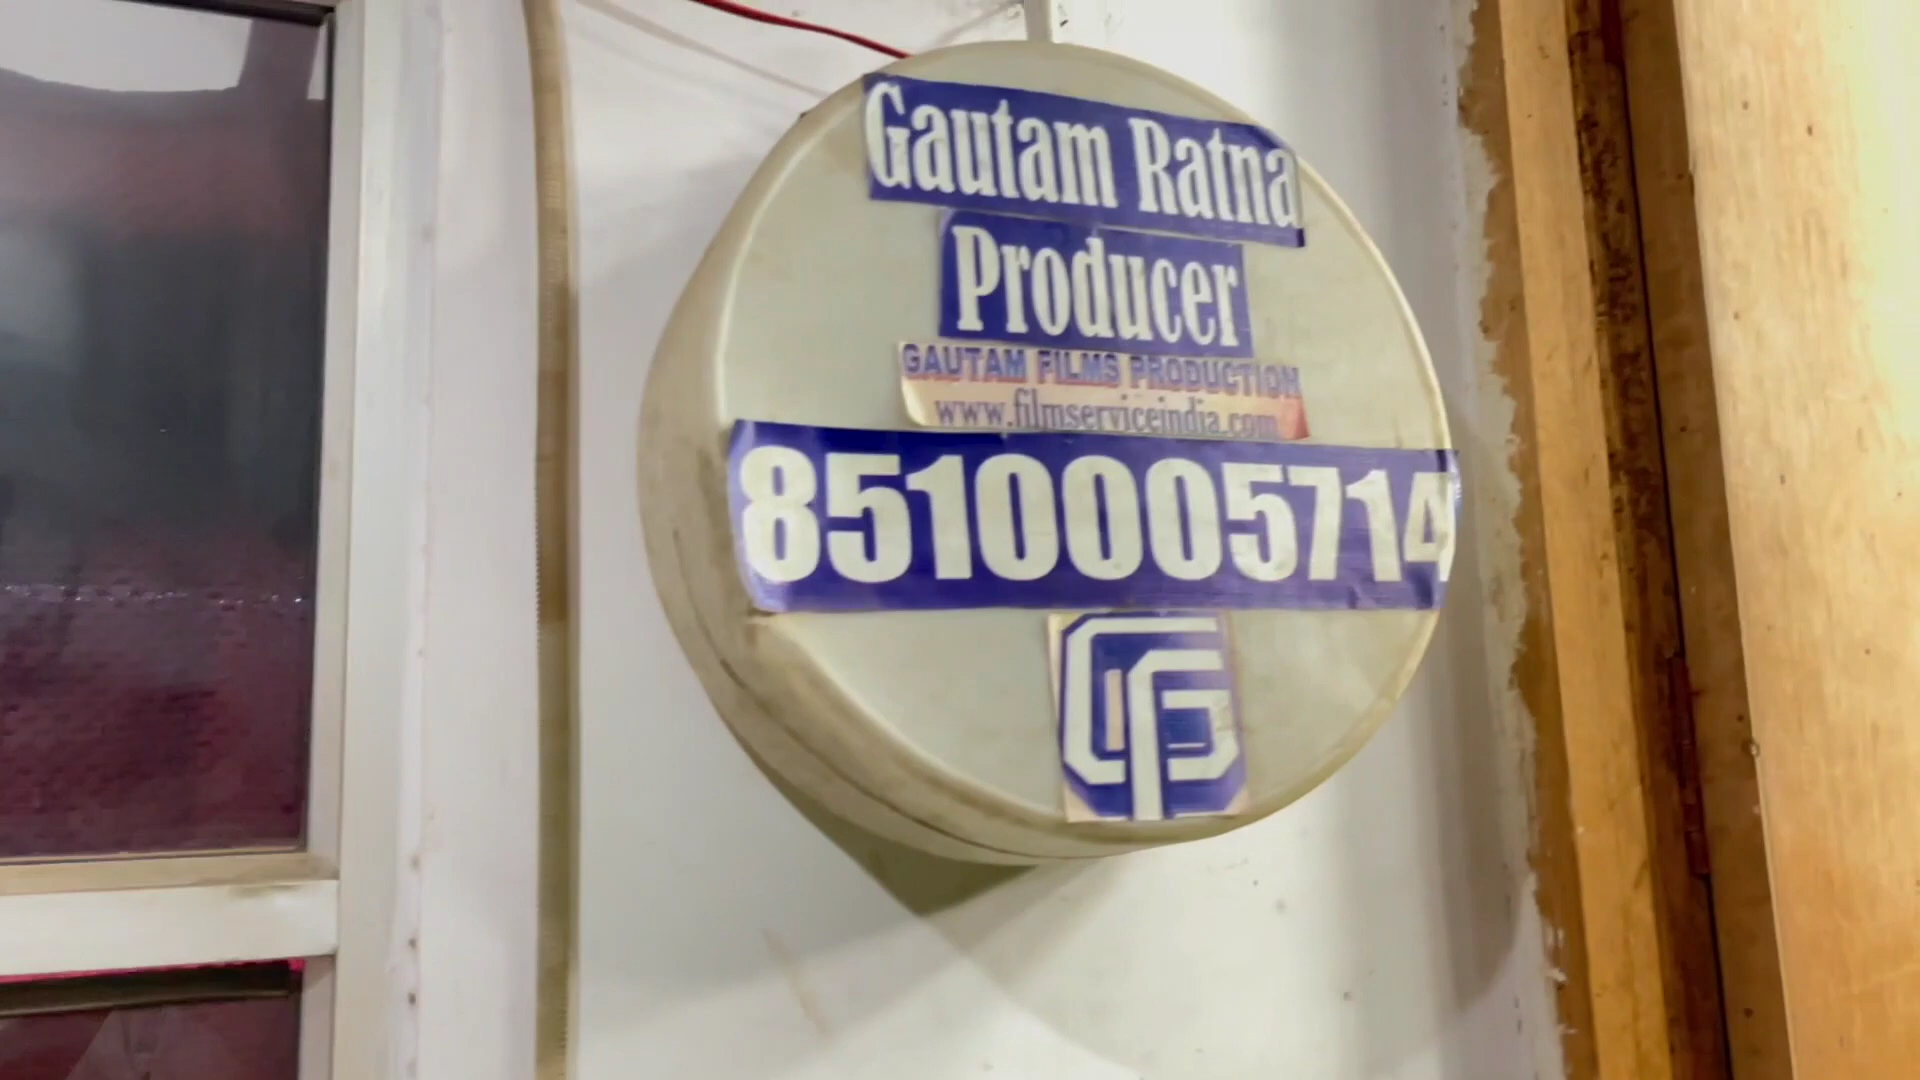 Gautam Ratna
Producer
GAUTAM FILMS PRODUCTION
www.filmserviceindia.com
8510005714
GF